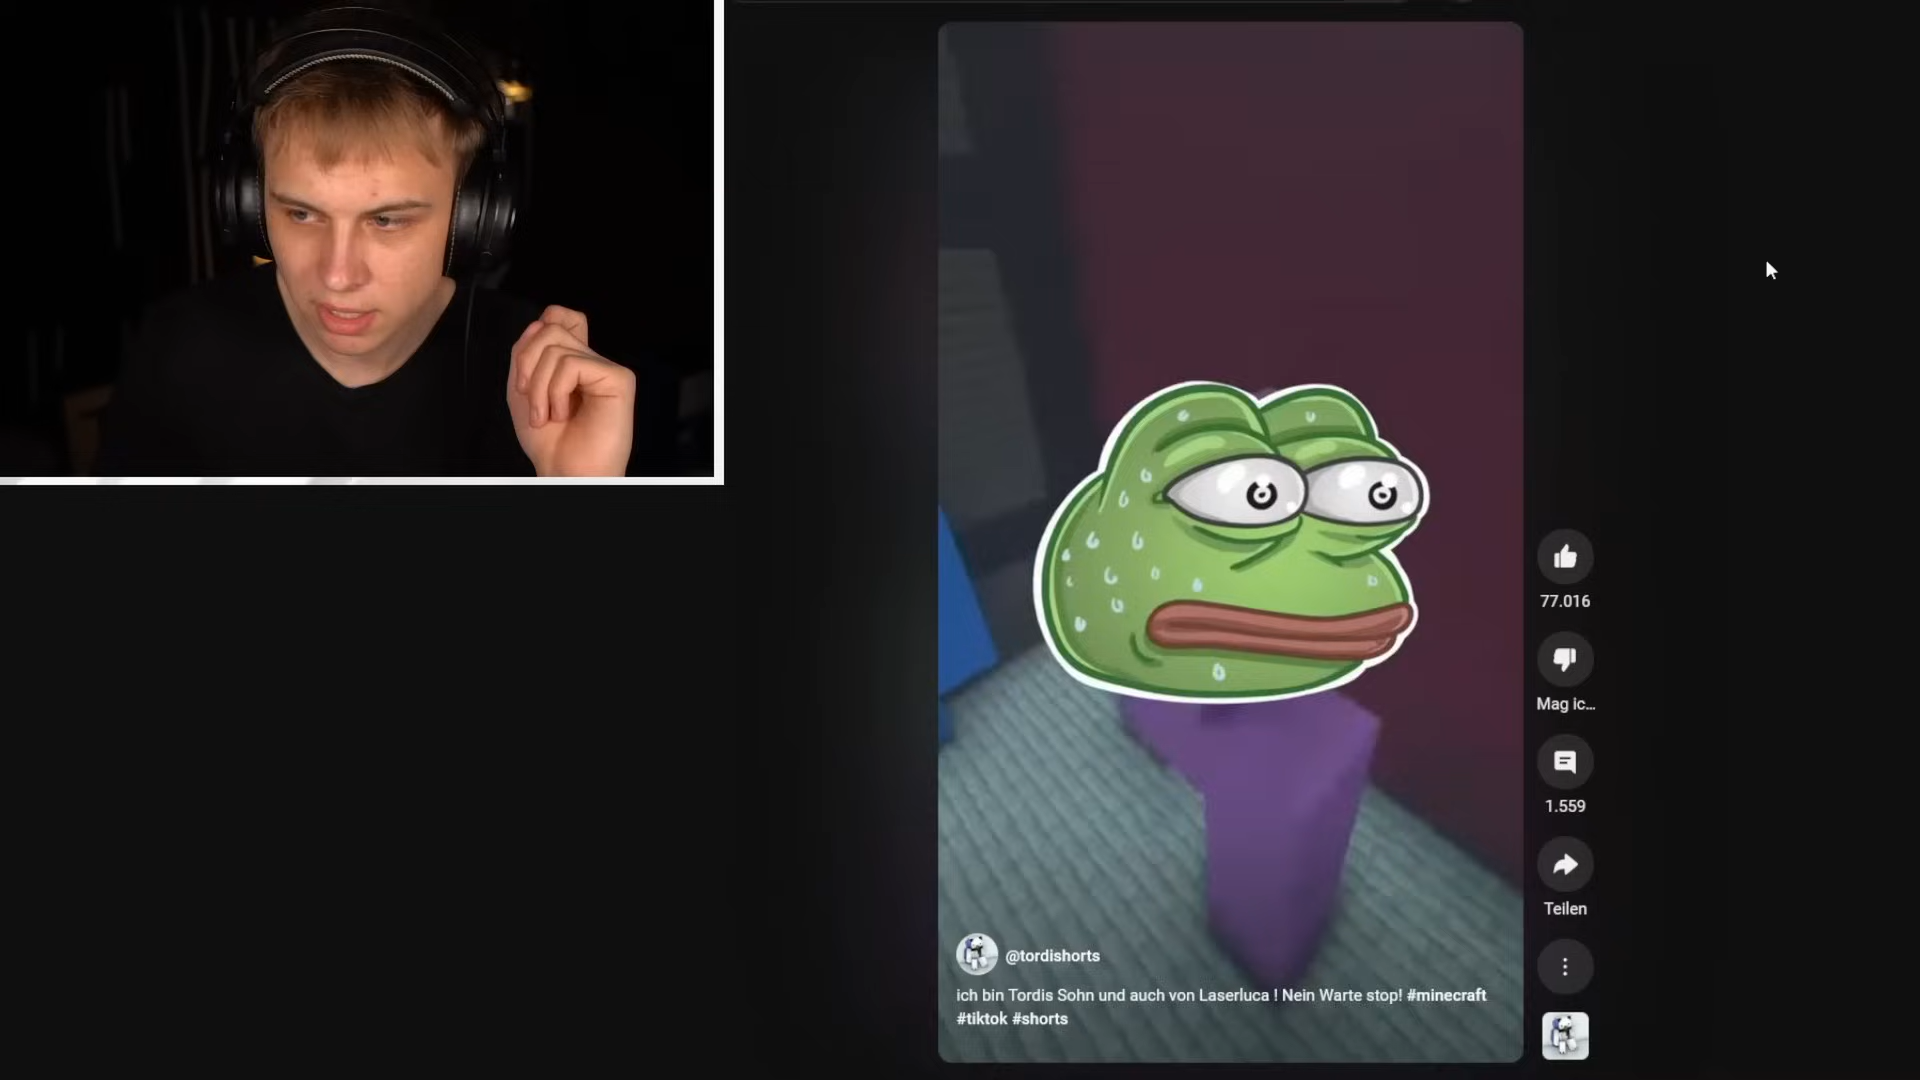 77.016
Mag ic...
1.559
Teilen
@tordishorts
ich bin Tordis Sohn und auch von Laserluca ! Nein Warte stop! #minecraft
#tiktok #shorts